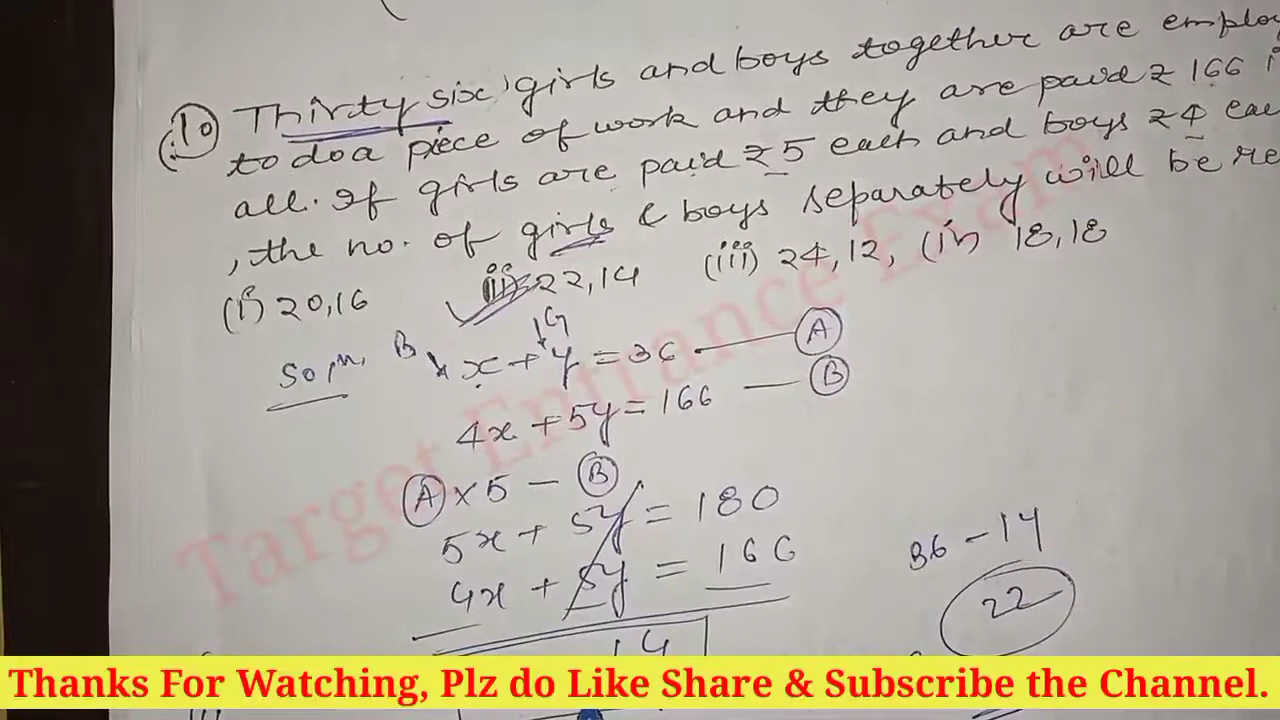 10 Thirty six girls and boys together are emplo
to do a piece of work and they are paid ₹ 166 i
all. If girls are paid ₹ 5 each and boys ₹ 4 eac
, the no. of girls & boys separately will be re
(i) 20,16 (ii) 22,14 (iii) 24,12, (iv) 18,18
G
Soln. B x + y = 36 A
4x + 5y = 166 B
A × 5 - B
5x + 5y = 180
4x + 5y = 166
36 - 14
22
14
Target Entrance Exam
Thanks For Watching, Plz do Like Share & Subscribe the Channel.